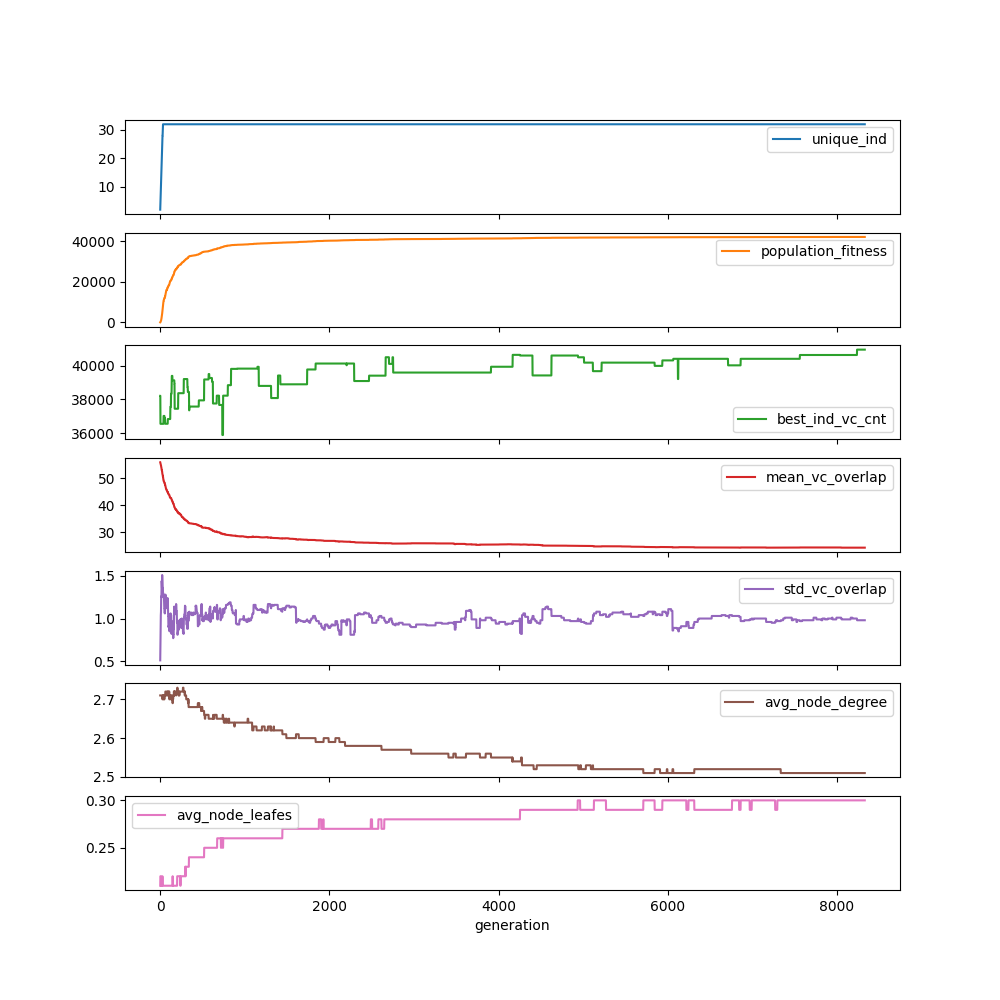 30
20
10
unique_ind
40000
20000
0
population_fitness
40000
38000
36000
best_ind_vc_cnt
50
40
30
mean_vc_overlap
1.5
1.0
0.5
std_vc_overlap
2.7
2.6
2.5
avg_node_degree
0.30
0.25
avg_node_leafes
0 2000 4000 6000 8000
generation